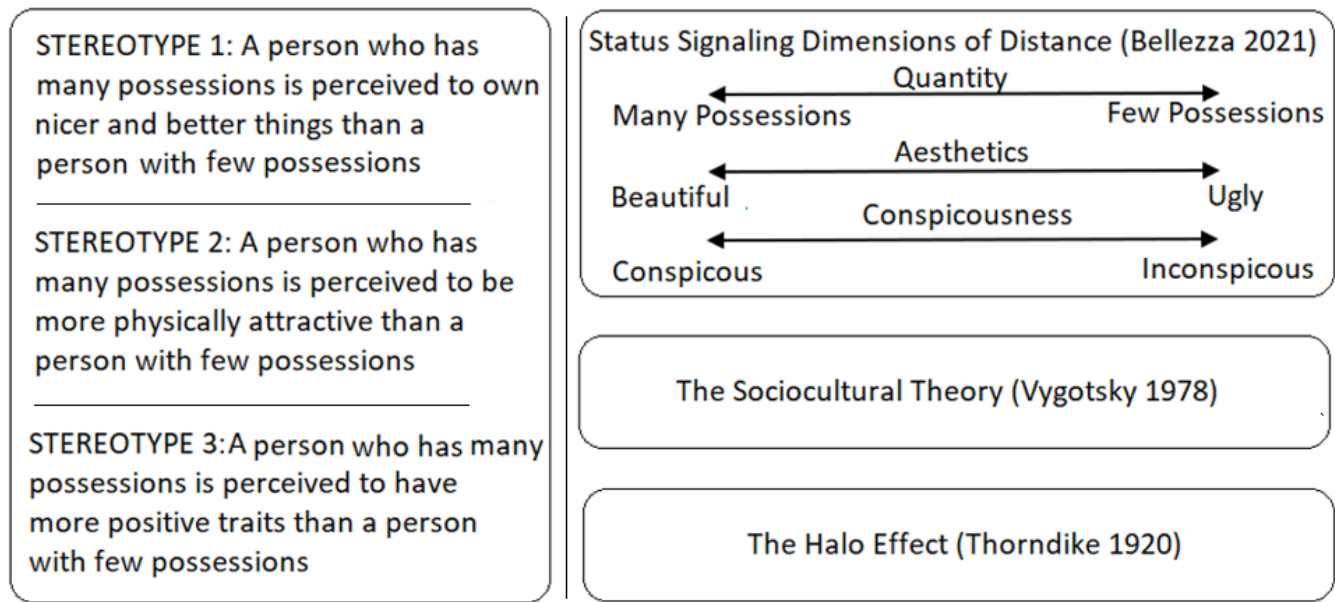 STEREOTYPE 1: A person who has
many possessions is perceived to own
nicer and better things than a
person with few possessions
STEREOTYPE 2: A person who has
many possessions is perceived to be
more physically attractive than a
person with few possessions
STEREOTYPE 3:A person who has many
possessions is perceived to have
more positive traits than a person
with few possessions
Status Signaling Dimensions of Distance (Bellezza 2021)
Quantity
Many Possessions Few Possessions
Aesthetics
Beautiful Ugly
Conspicousness
Conspicous Inconspicous
The Sociocultural Theory (Vygotsky 1978)
The Halo Effect (Thorndike 1920)